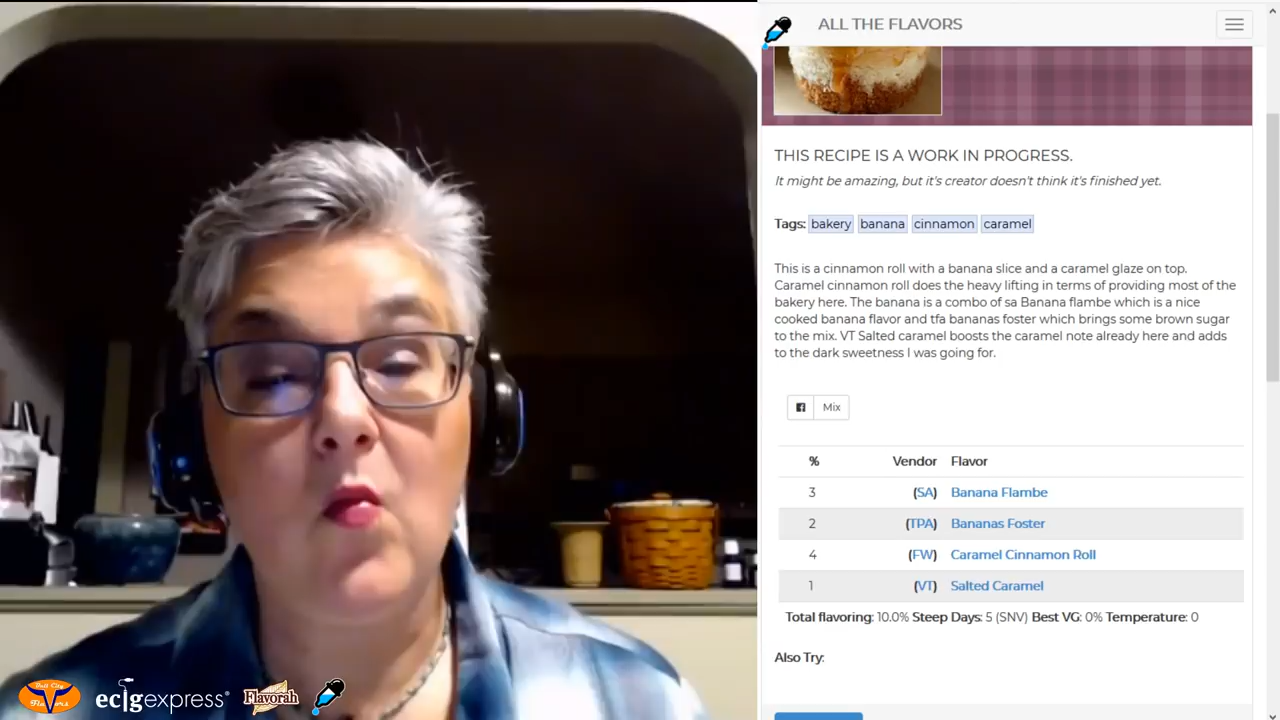 ALL THE FLAVORS
THIS RECIPE IS A WORK IN PROGRESS.
It might be amazing, but it's creator doesn't think it's finished yet.
Tags: bakery banana cinnamon caramel
This is a cinnamon roll with a banana slice and a caramel glaze on top.
Caramel cinnamon roll does the heavy lifting in terms of providing most of the
bakery here. The banana is a combo of sa Banana flambe which is a nice
cooked banana flavor and tfa bananas foster which brings some brown sugar
to the mix. VT Salted caramel boosts the caramel note already here and adds
to the dark sweetness I was going for.
Mix
% Vendor Flavor
3 (SA) Banana Flambe
2 (TPA) Bananas Foster
4 (FW) Caramel Cinnamon Roll
1 (VT) Salted Caramel
Total flavoring: 10.0% Steep Days: 5 (SNV) Best VG: 0% Temperature: 0
Also Try:
ecigexpress®
Flavorah